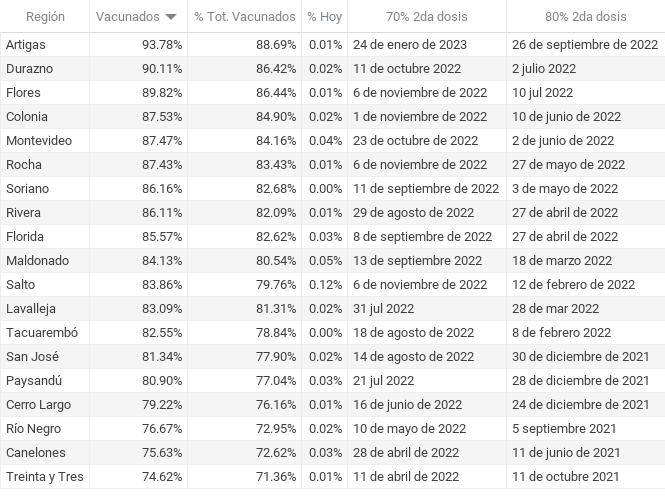 Región Vacunados % Tot. Vacunados % Hoy 70% 2da dosis 80% 2da dosis
Artigas 93.78% 88.69% 0.01% 24 de enero de 2023 26 de septiembre de 2022
Durazno 90.11% 86.42% 0.02% 11 de octubre 2022 2 julio 2022
Flores 89.82% 86.44% 0.01% 6 de noviembre de 2022 10 jul 2022
Colonia 87.53% 84.90% 0.02% 1 de noviembre de 2022 10 de junio de 2022
Montevideo 87.47% 84.16% 0.04% 23 de octubre de 2022 2 de junio de 2022
Rocha 87.43% 83.43% 0.01% 6 de noviembre de 2022 27 de mayo de 2022
Soriano 86.16% 82.68% 0.00% 11 de septiembre de 2022 3 de mayo de 2022
Rivera 86.11% 82.09% 0.01% 29 de agosto de 2022 27 de abril de 2022
Florida 85.57% 82.62% 0.03% 8 de septiembre de 2022 27 de abril de 2022
Maldonado 84.13% 80.54% 0.05% 13 de septiembre 2022 18 de marzo 2022
Salto 83.86% 79.76% 0.12% 6 de noviembre de 2022 12 de febrero de 2022
Lavalleja 83.09% 81.31% 0.02% 31 jul 2022 28 de mar 2022
Tacuarembó 82.55% 78.84% 0.00% 18 de agosto de 2022 8 de febrero 2022
San José 81.34% 77.90% 0.02% 14 de agosto de 2022 30 de diciembre de 2021
Paysandú 80.90% 77.04% 0.03% 21 jul 2022 28 de diciembre de 2021
Cerro Largo 79.22% 76.16% 0.01% 16 de junio de 2022 24 de diciembre de 2021
Río Negro 76.67% 72.95% 0.02% 10 de mayo de 2022 5 septiembre 2021
Canelones 75.63% 72.62% 0.03% 28 de abril de 2022 11 de junio de 2021
Treinta y Tres 74.62% 71.36% 0.01% 11 de abril de 2022 11 de octubre 2021